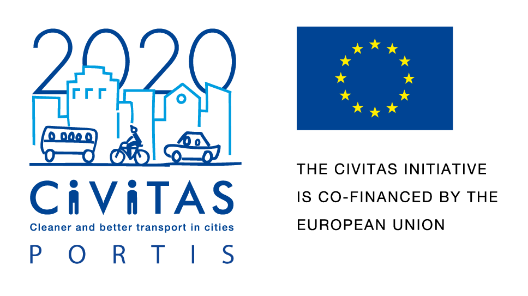 2020
CIVITAS
Cleaner and better transport in cities
PORTIS
THE CIVITAS INITIATIVE
IS CO-FINANCED BY THE
EUROPEAN UNION